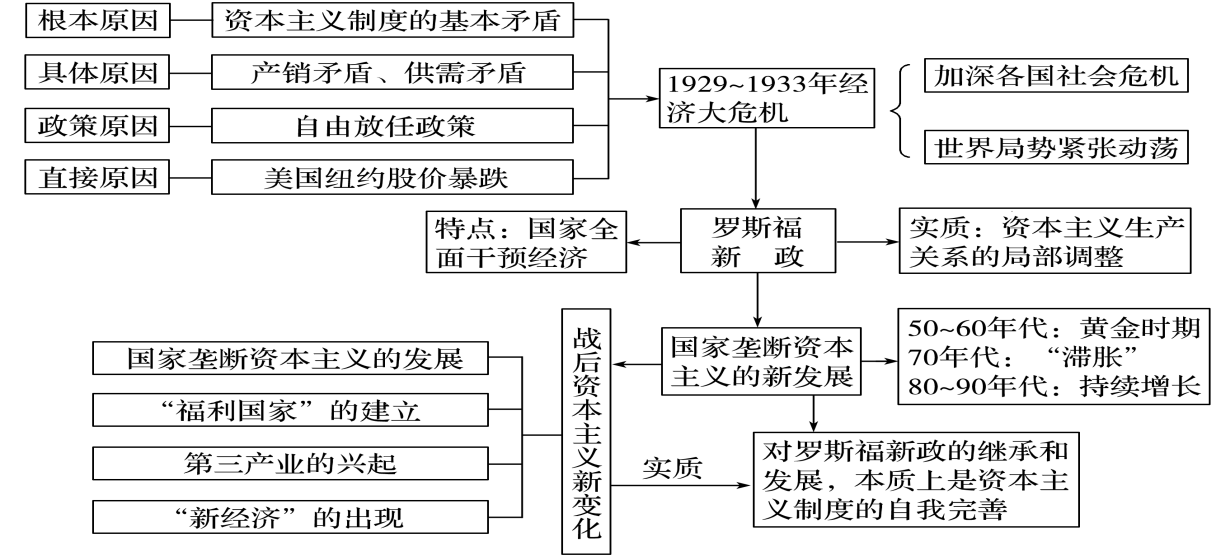 根本原因
资本主义制度的基本矛盾
具体原因
产销矛盾、供需矛盾
政策原因
自由放任政策
直接原因
美国纽约股价暴跌
1929~1933年经
济大危机
加深各国社会危机
世界局势紧张动荡
特点：国家全
面干预经济
罗斯福
新　政
实质：资本主义生产
关系的局部调整
国家垄断资本
主义的新发展
50~60年代：黄金时期
70年代：“滞胀”
80~90年代：持续增长
战后资本主义新变化
国家垄断资本主义的发展
“福利国家”的建立
第三产业的兴起
“新经济”的出现
实质
对罗斯福新政的继承和
发展，本质上是资本主
义制度的自我完善